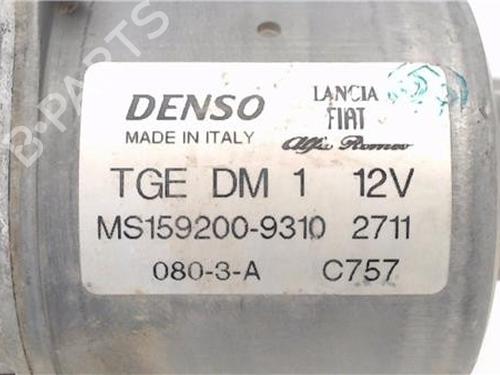 B-PARTS
DENSO
MADE IN ITALY
LANCIA
FIAT
Alfa Romeo
TGE DM 1 12V
MS159200-9310 2711
080-3-A C757